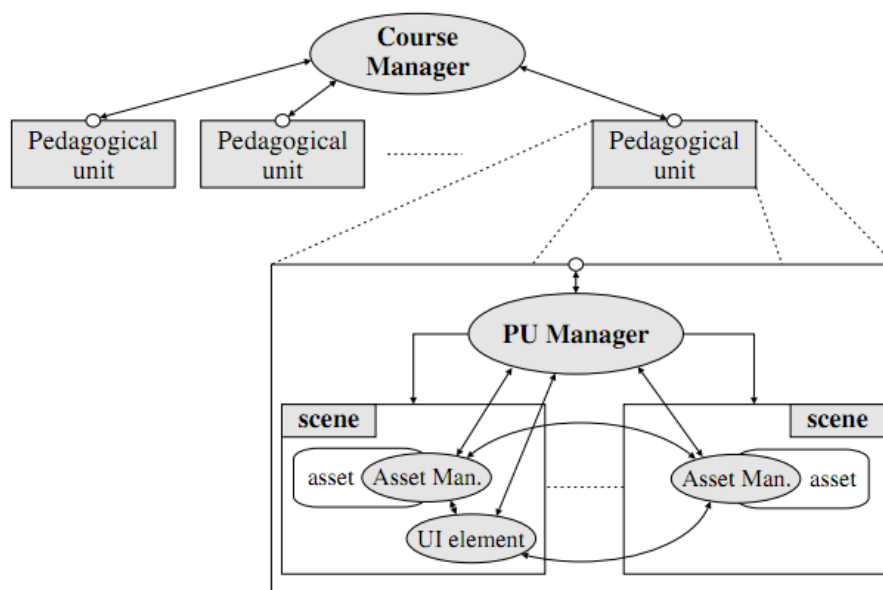 Course
Manager
Pedagogical
unit
Pedagogical
unit
Pedagogical
unit
PU Manager
scene
scene
asset
Asset Man.
Asset Man.
asset
UI element